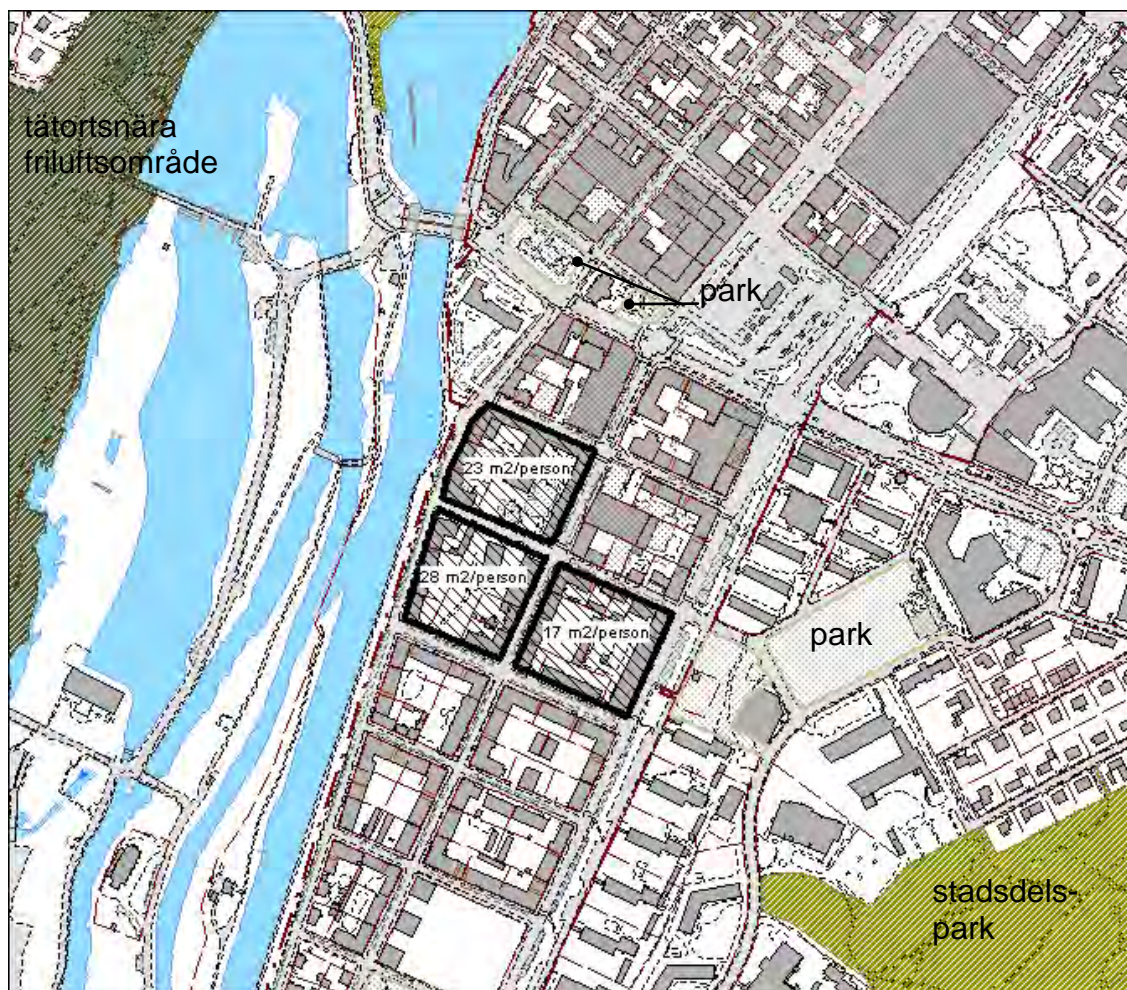 tätortsnära
friluftsområde
park
23 m2/person
28 m2/person
17 m2/person
park
stadsdels-
park